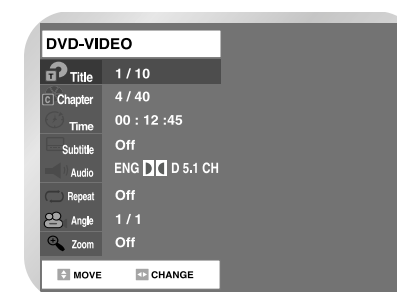 DVD-VIDEO
T Title 1 / 10
C Chapter 4 / 40
Time 00 : 12 :45
Subtitle Off
Audio ENG D 5.1 CH
Repeat Off
Angle 1 / 1
Zoom Off
MOVE CHANGE